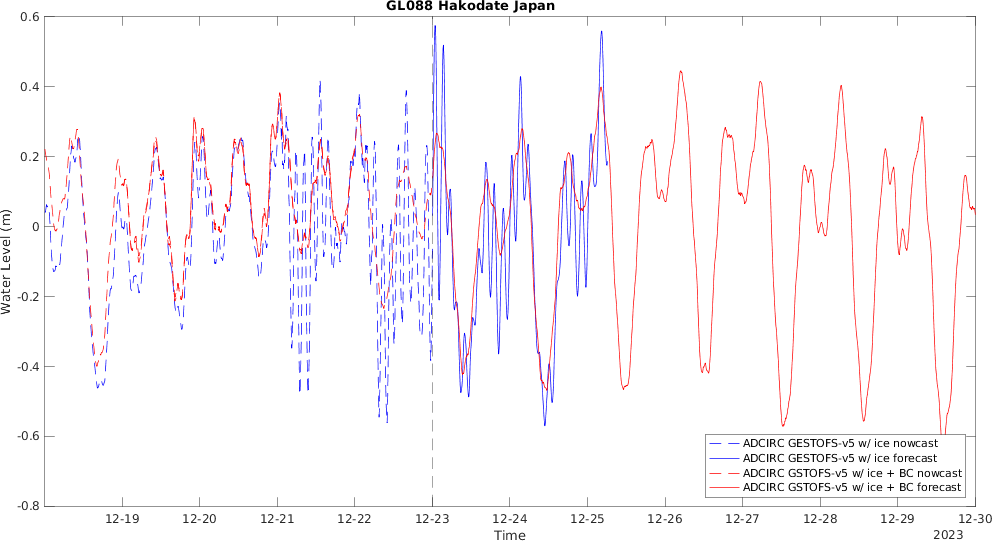 GL088 Hakodate Japan
0.6
0.4
0.2
0
-0.2
-0.4
-0.6
-0.8
Water Level (m)
ADCIRC GESTOFS-v5 w/ ice nowcast
ADCIRC GESTOFS-v5 w/ ice forecast
ADCIRC GSTOFS-v5 w/ ice + BC nowcast
ADCIRC GSTOFS-v5 w/ ice + BC forecast
12-19 12-20 12-21 12-22 12-23 12-24 12-25 12-26 12-27 12-28 12-29 12-30
Time
2023